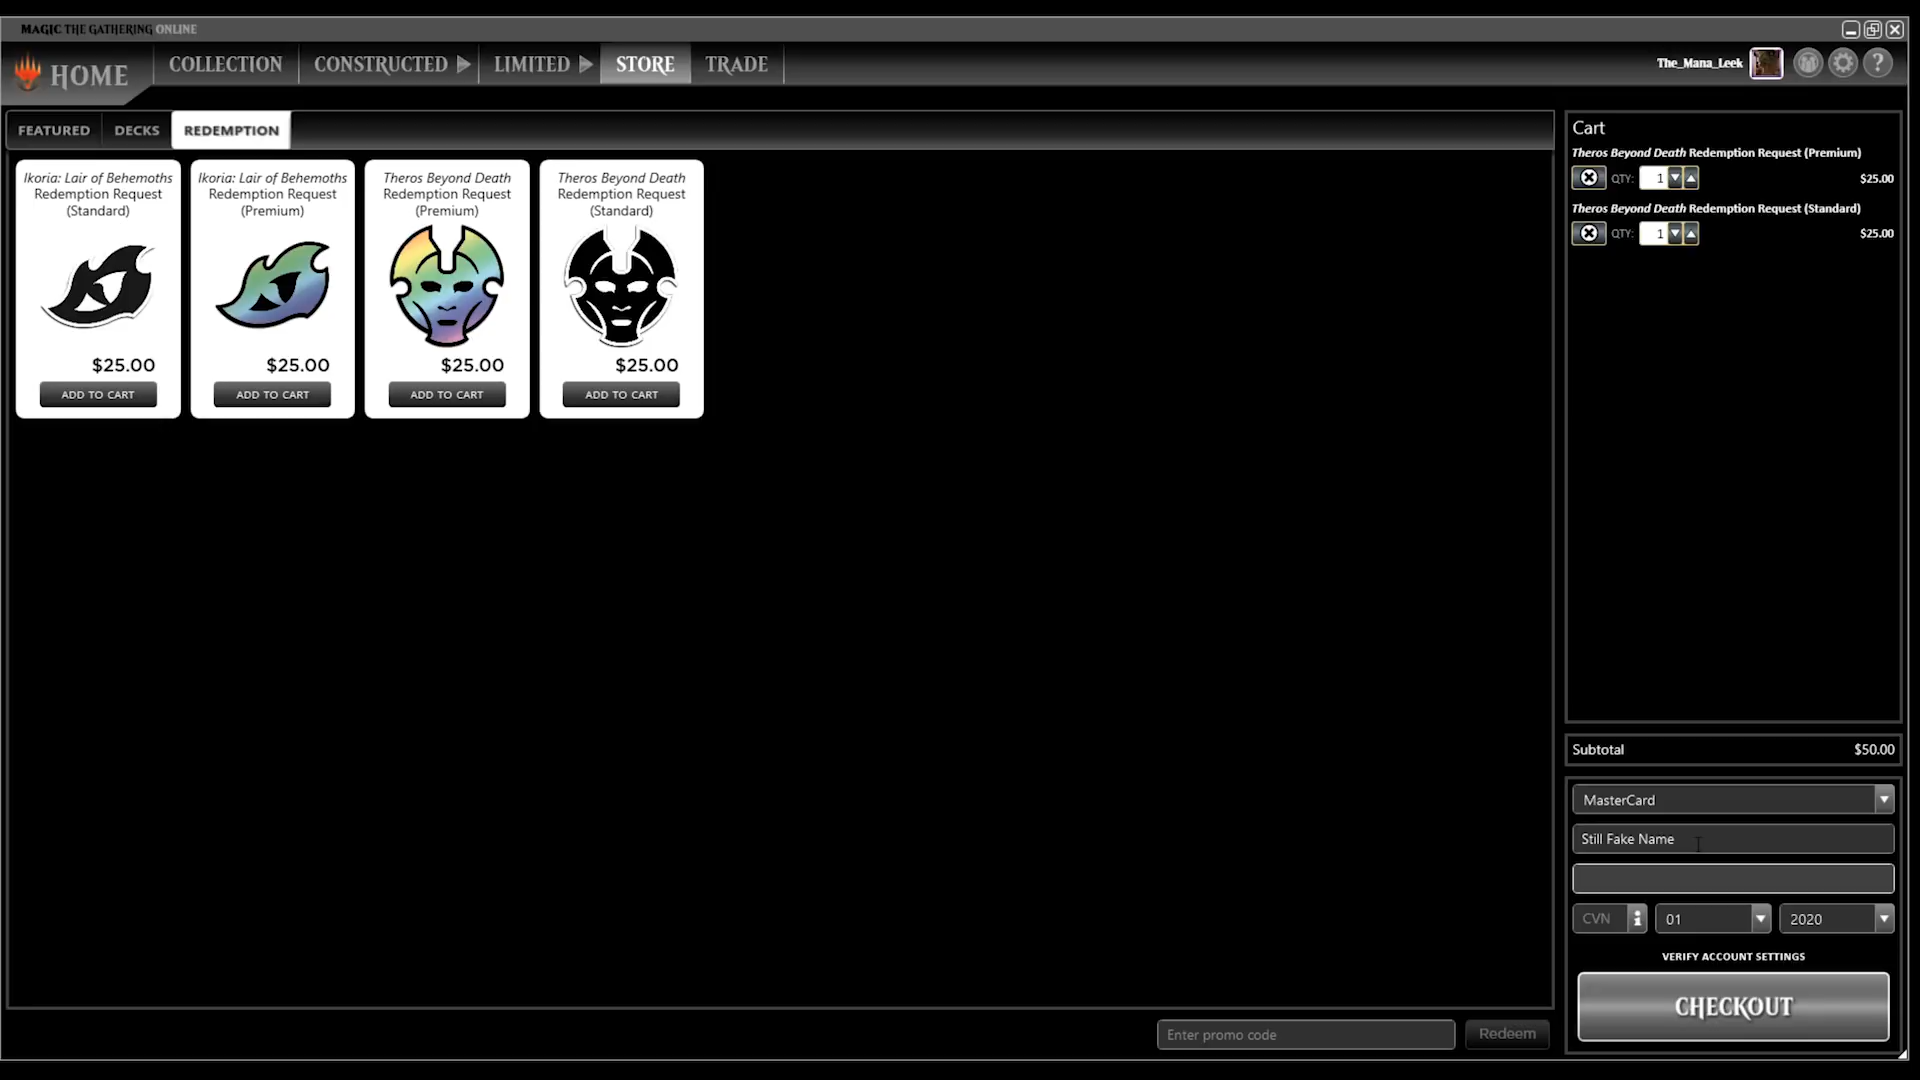 MAGIC THE GATHERING ONLINE
HOME
COLLECTION
CONSTRUCTED
LIMITED
STORE
TRADE
The_Mana_Leek
?
FEATURED
DECKS
REDEMPTION
Ikoria: Lair of Behemoths
Redemption Request
(Standard)
$25.00
ADD TO CART
Ikoria: Lair of Behemoths
Redemption Request
(Premium)
$25.00
ADD TO CART
Theros Beyond Death
Redemption Request
(Premium)
$25.00
ADD TO CART
Theros Beyond Death
Redemption Request
(Standard)
$25.00
ADD TO CART
Cart
Theros Beyond Death Redemption Request (Premium)
QTY: 1 $25.00
Theros Beyond Death Redemption Request (Standard)
QTY: 1 $25.00
Subtotal $50.00
MasterCard
Still Fake Name
CVN 01 2020
VERIFY ACCOUNT SETTINGS
CHECKOUT
Enter promo code
Redeem